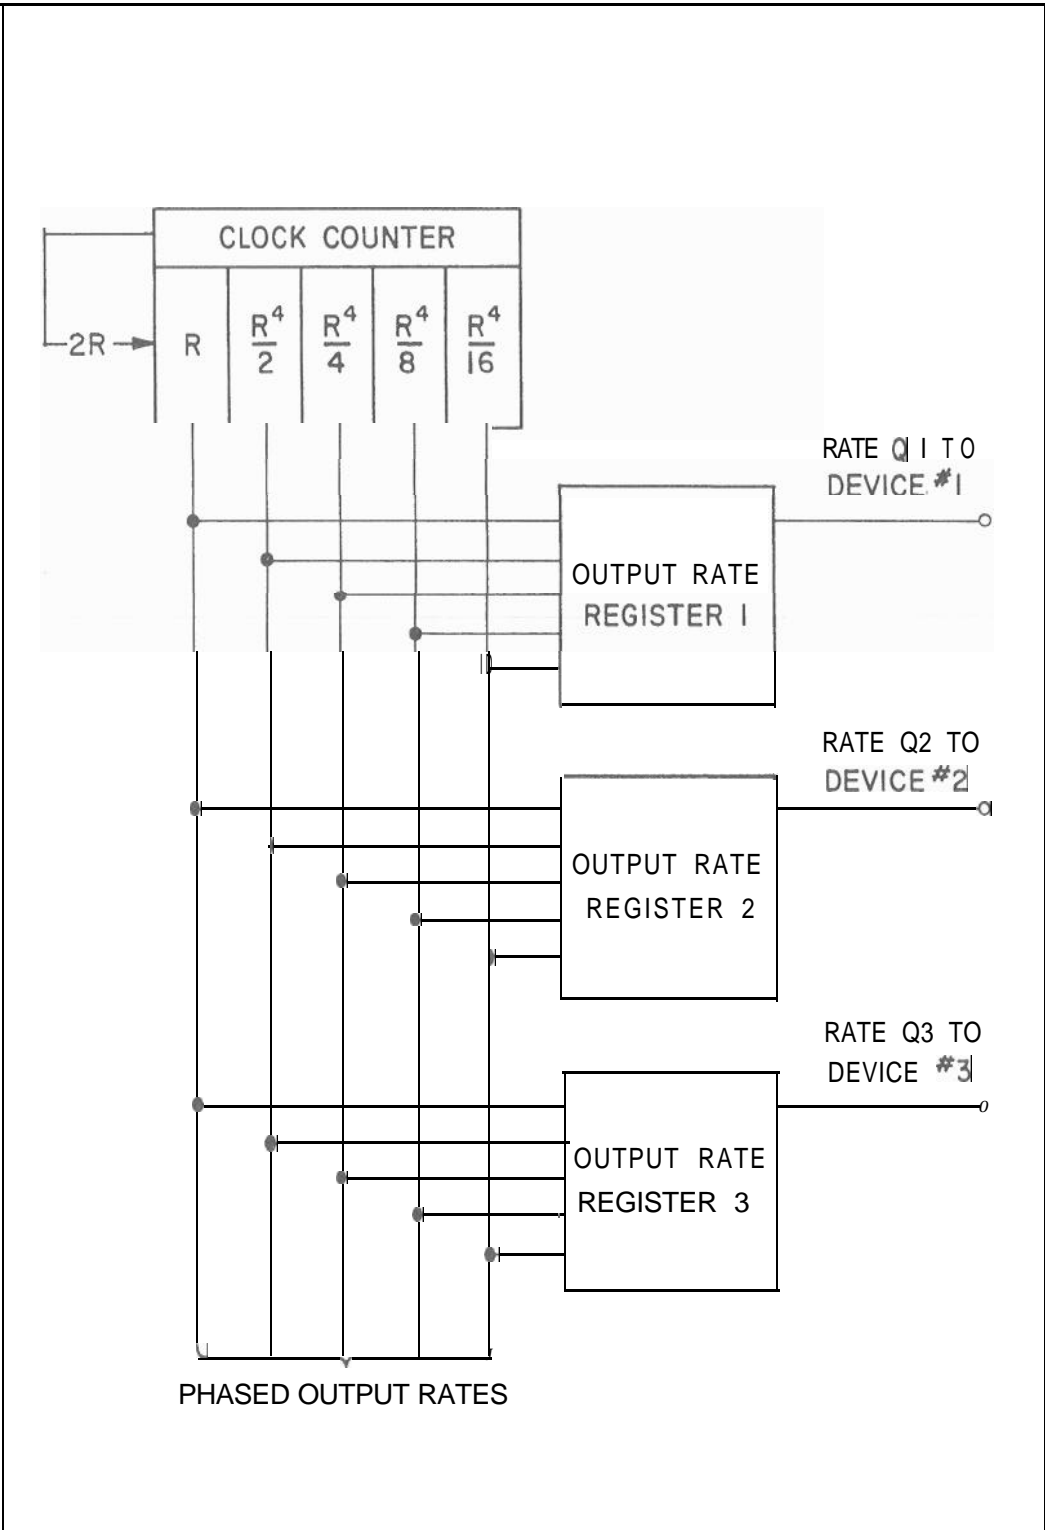 CLOCK COUNTER
2R
R
R⁴/2
R⁴/4
R⁴/8
R⁴/16
RATE Q1 TO
DEVICE #1
OUTPUT RATE
REGISTER 1
RATE Q2 TO
DEVICE #2
OUTPUT RATE
REGISTER 2
RATE Q3 TO
DEVICE #3
OUTPUT RATE
REGISTER 3
PHASED OUTPUT RATES